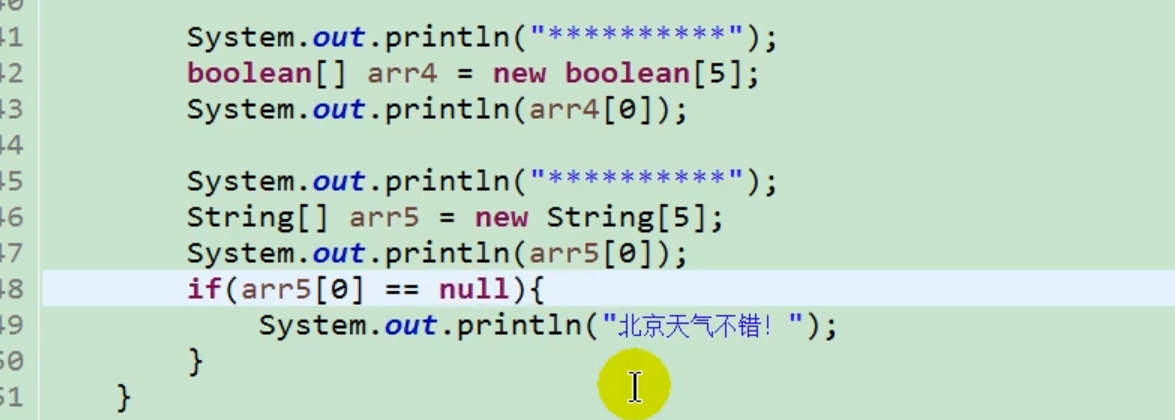 41 System.out.println("**********");
42 boolean[] arr4 = new boolean[5];
43 System.out.println(arr4[0]);
44
45 System.out.println("**********");
46 String[] arr5 = new String[5];
47 System.out.println(arr5[0]);
48 if(arr5[0] == null){
49 System.out.println("北京天气不错！");
50 }
51 }